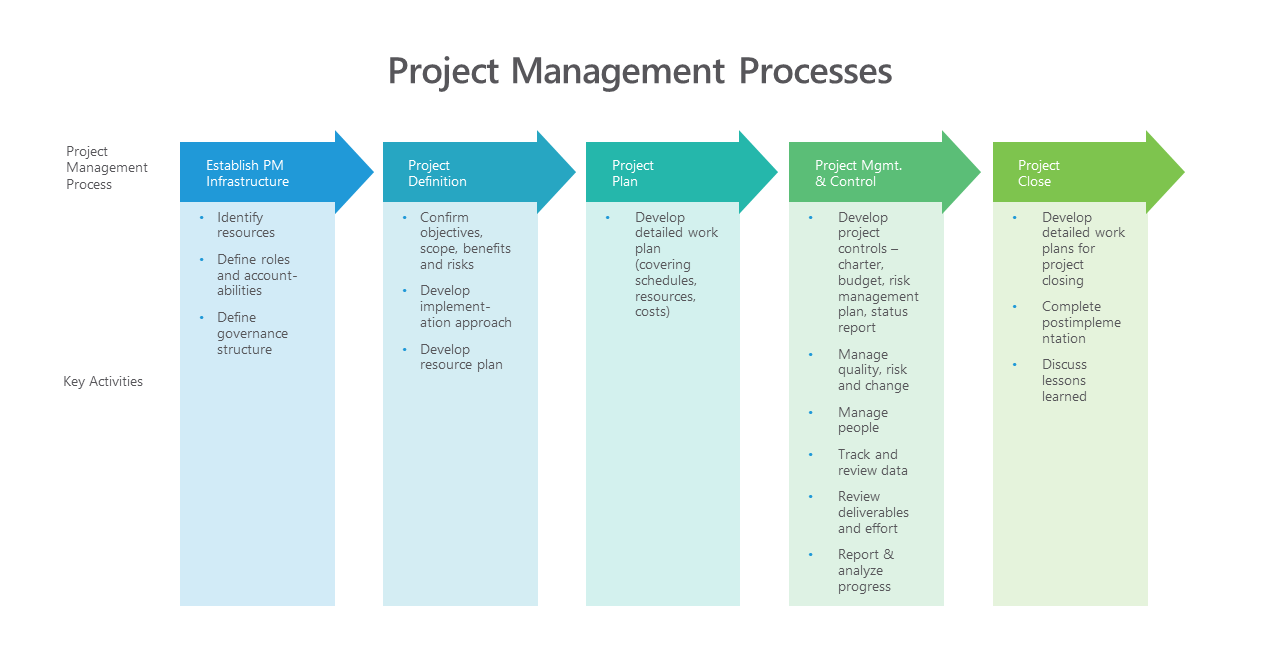 Project Management Processes
Project
Management
Process
Establish PM
Infrastructure
Project
Definition
Project
Plan
Project Mgmt.
& Control
Project
Close
Key Activities
• Identify
resources
• Define roles
and account-
abilities
• Define
governance
structure
• Confirm
objectives,
scope, benefits
and risks
• Develop
implement-
ation approach
• Develop
resource plan
• Develop
detailed work
plan
(covering
schedules,
resources,
costs)
• Develop
project
controls –
charter,
budget, risk
management
plan, status
report
• Manage
quality, risk
and change
• Manage
people
• Track and
review data
• Review
deliverables
and effort
• Report &
analyze
progress
• Develop
detailed work
plans for
project
closing
• Complete
postimpleme
ntation
• Discuss
lessons
learned